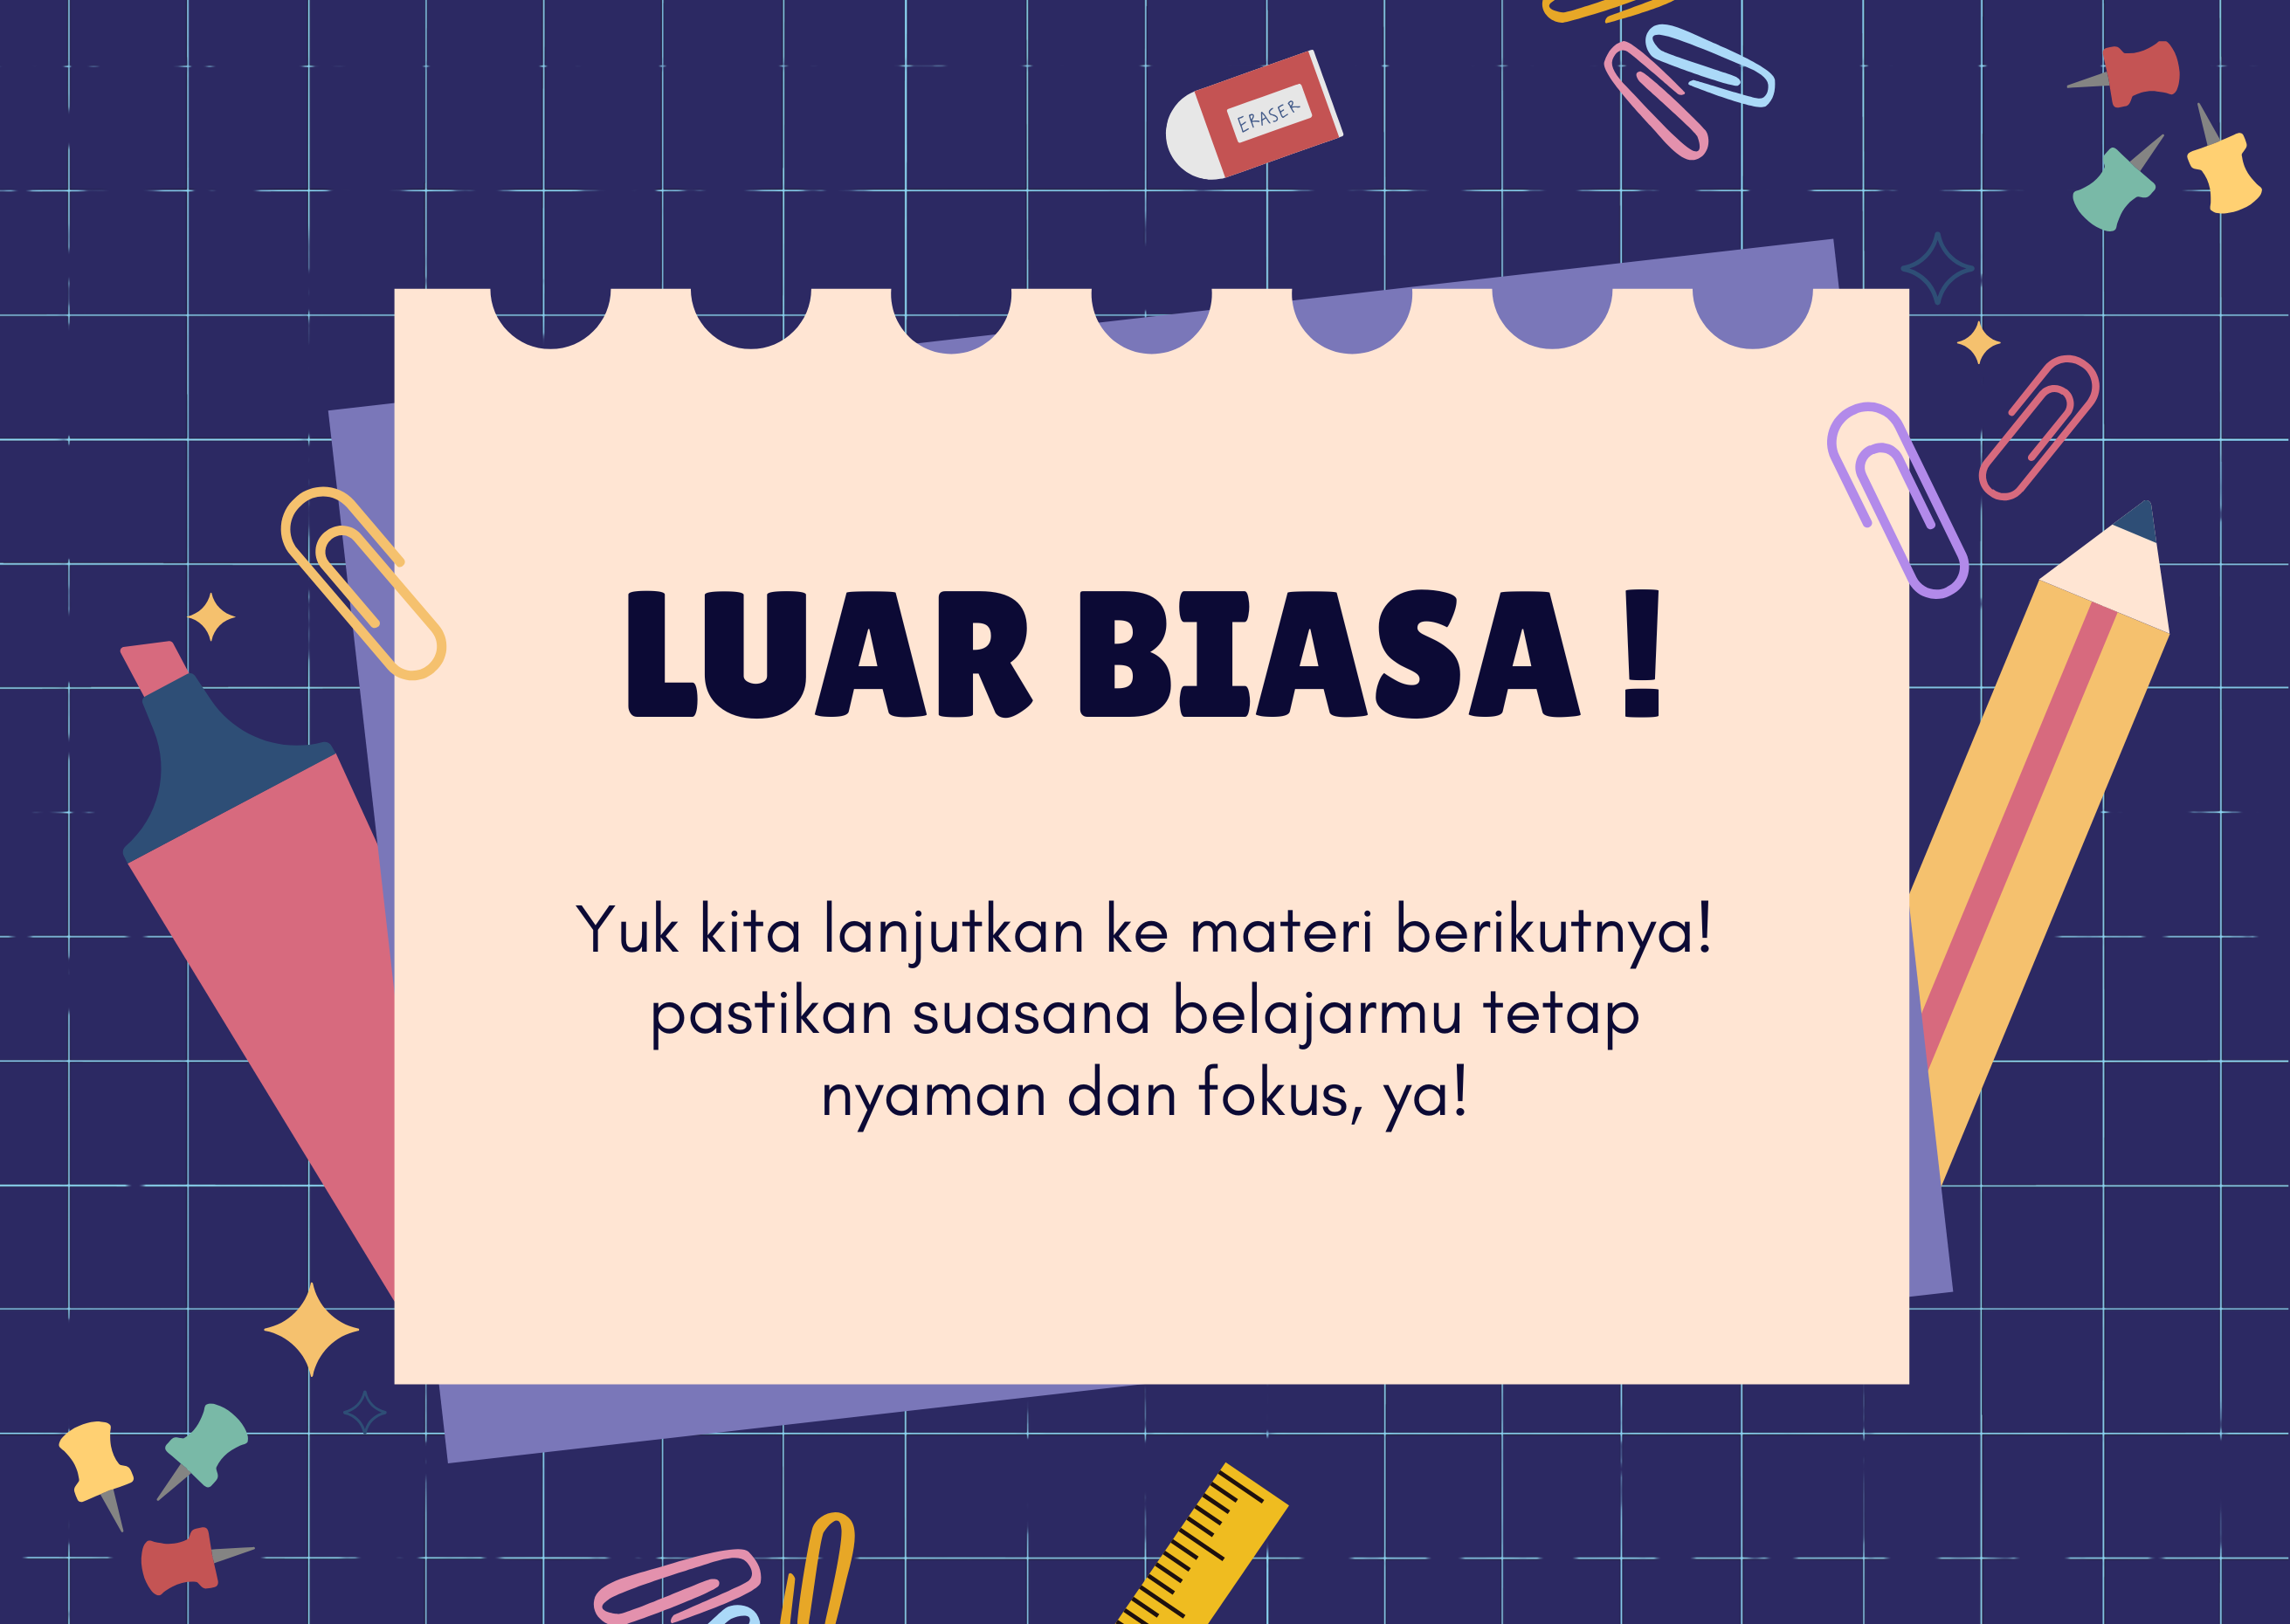 ERASER
LUAR BIASA !
Yuk kita lanjutkan ke materi berikutnya!
pastikan suasana belajarmu tetap
nyaman dan fokus, ya!